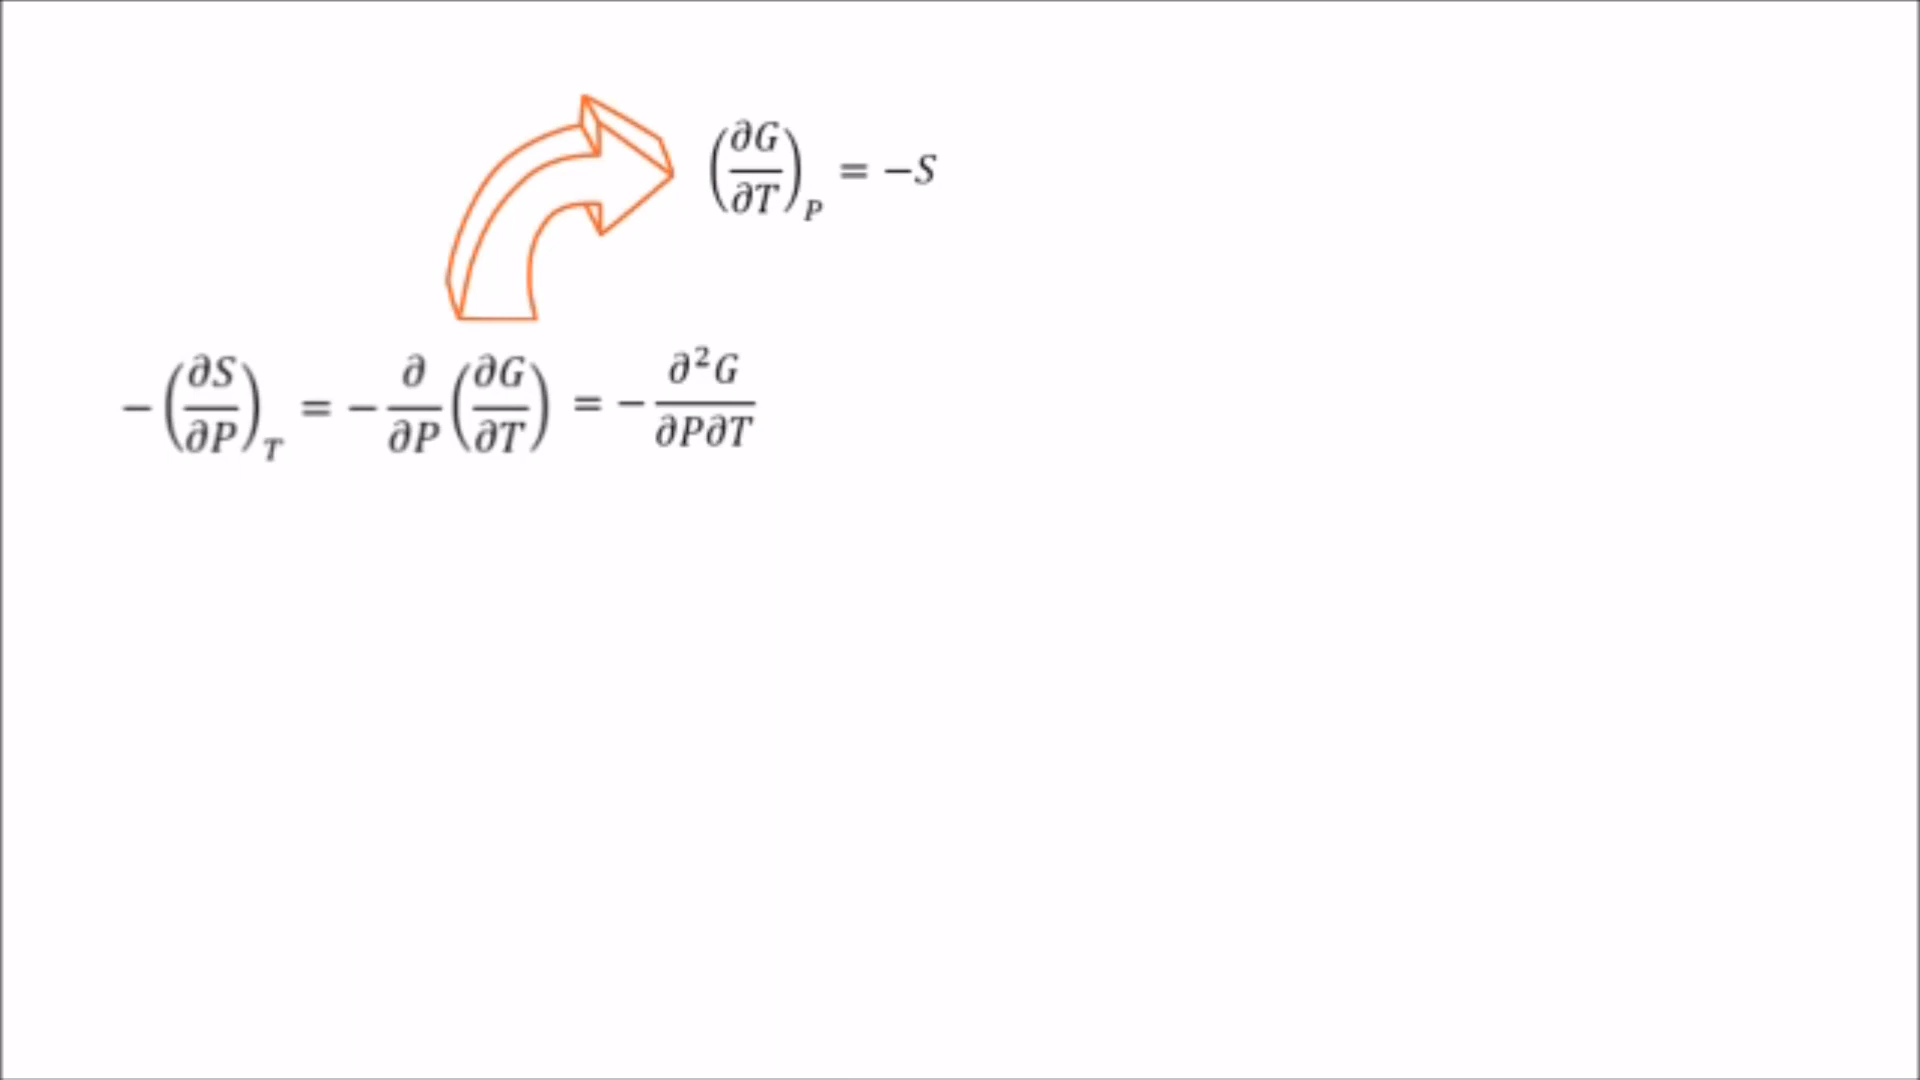 (∂G/∂T)_P = −S
−(∂S/∂P)_T = −∂/∂P (∂G/∂T) = −∂²G/∂P∂T